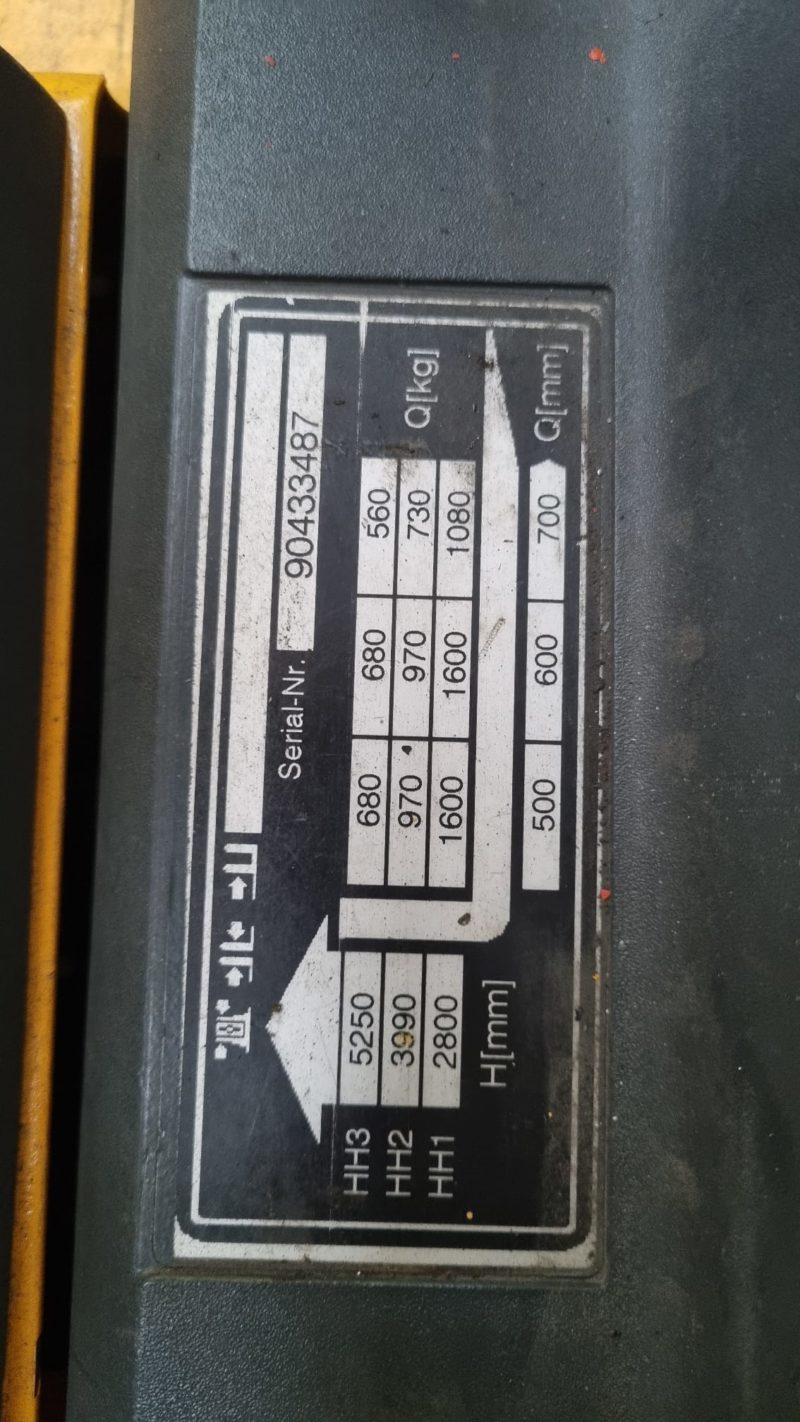 Serial-Nr. 90433487
HH3 5250 680 680 560
HH2 3990 970 970 730 Q[kg]
HH1 2800 1600 1600 1080
H[mm]
500 600 700 Q[mm]